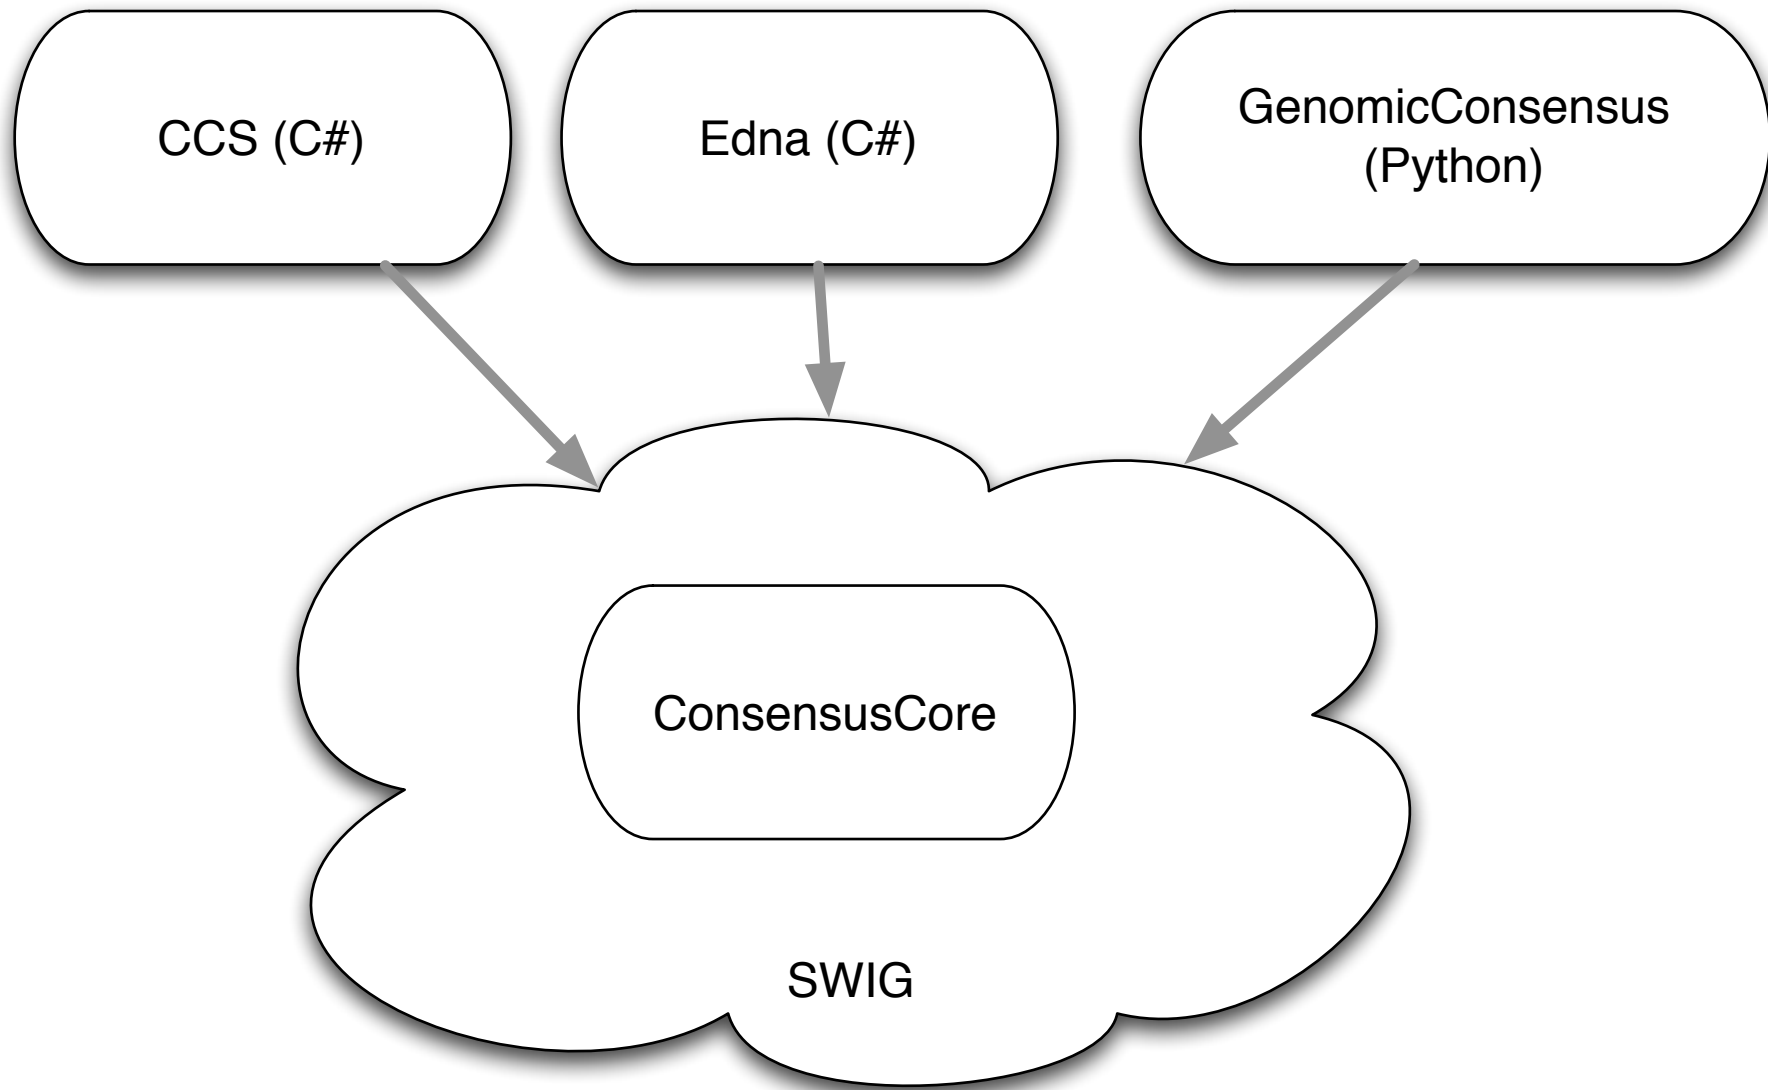 CCS (C#)
Edna (C#)
GenomicConsensus
(Python)
ConsensusCore
SWIG